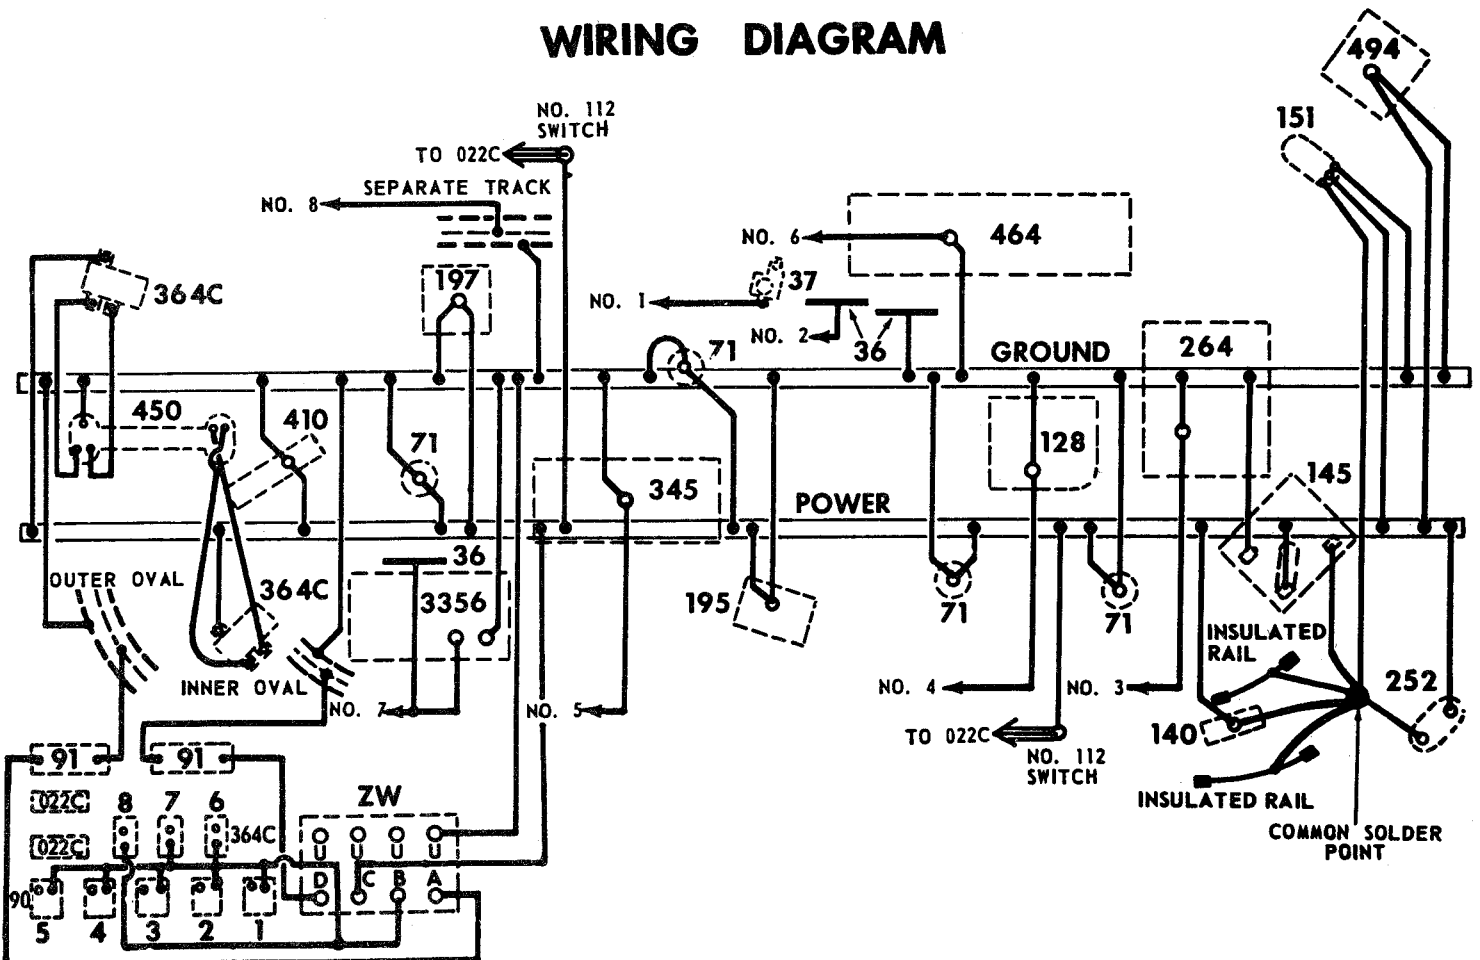 WIRING DIAGRAM
494
NO. 112
SWITCH
151
TO 022C
SEPARATE TRACK
NO. 8
NO. 6
464
364C
197
37
NO. 1
NO. 2
36
71
GROUND
264
450
410
71
128
345
145
POWER
36
OUTER OVAL
364C
3356
195
71
71
INSULATED
RAIL
INNER OVAL
NO. 7
NO. 5
NO. 4
NO. 3
252
TO 022C
140
NO. 112
SWITCH
91
91
INSULATED RAIL
022C
8
7
6
ZW
364C
COMMON SOLDER
POINT
022C
U
U
U
U
D
C
B
A
90
5
4
3
2
1